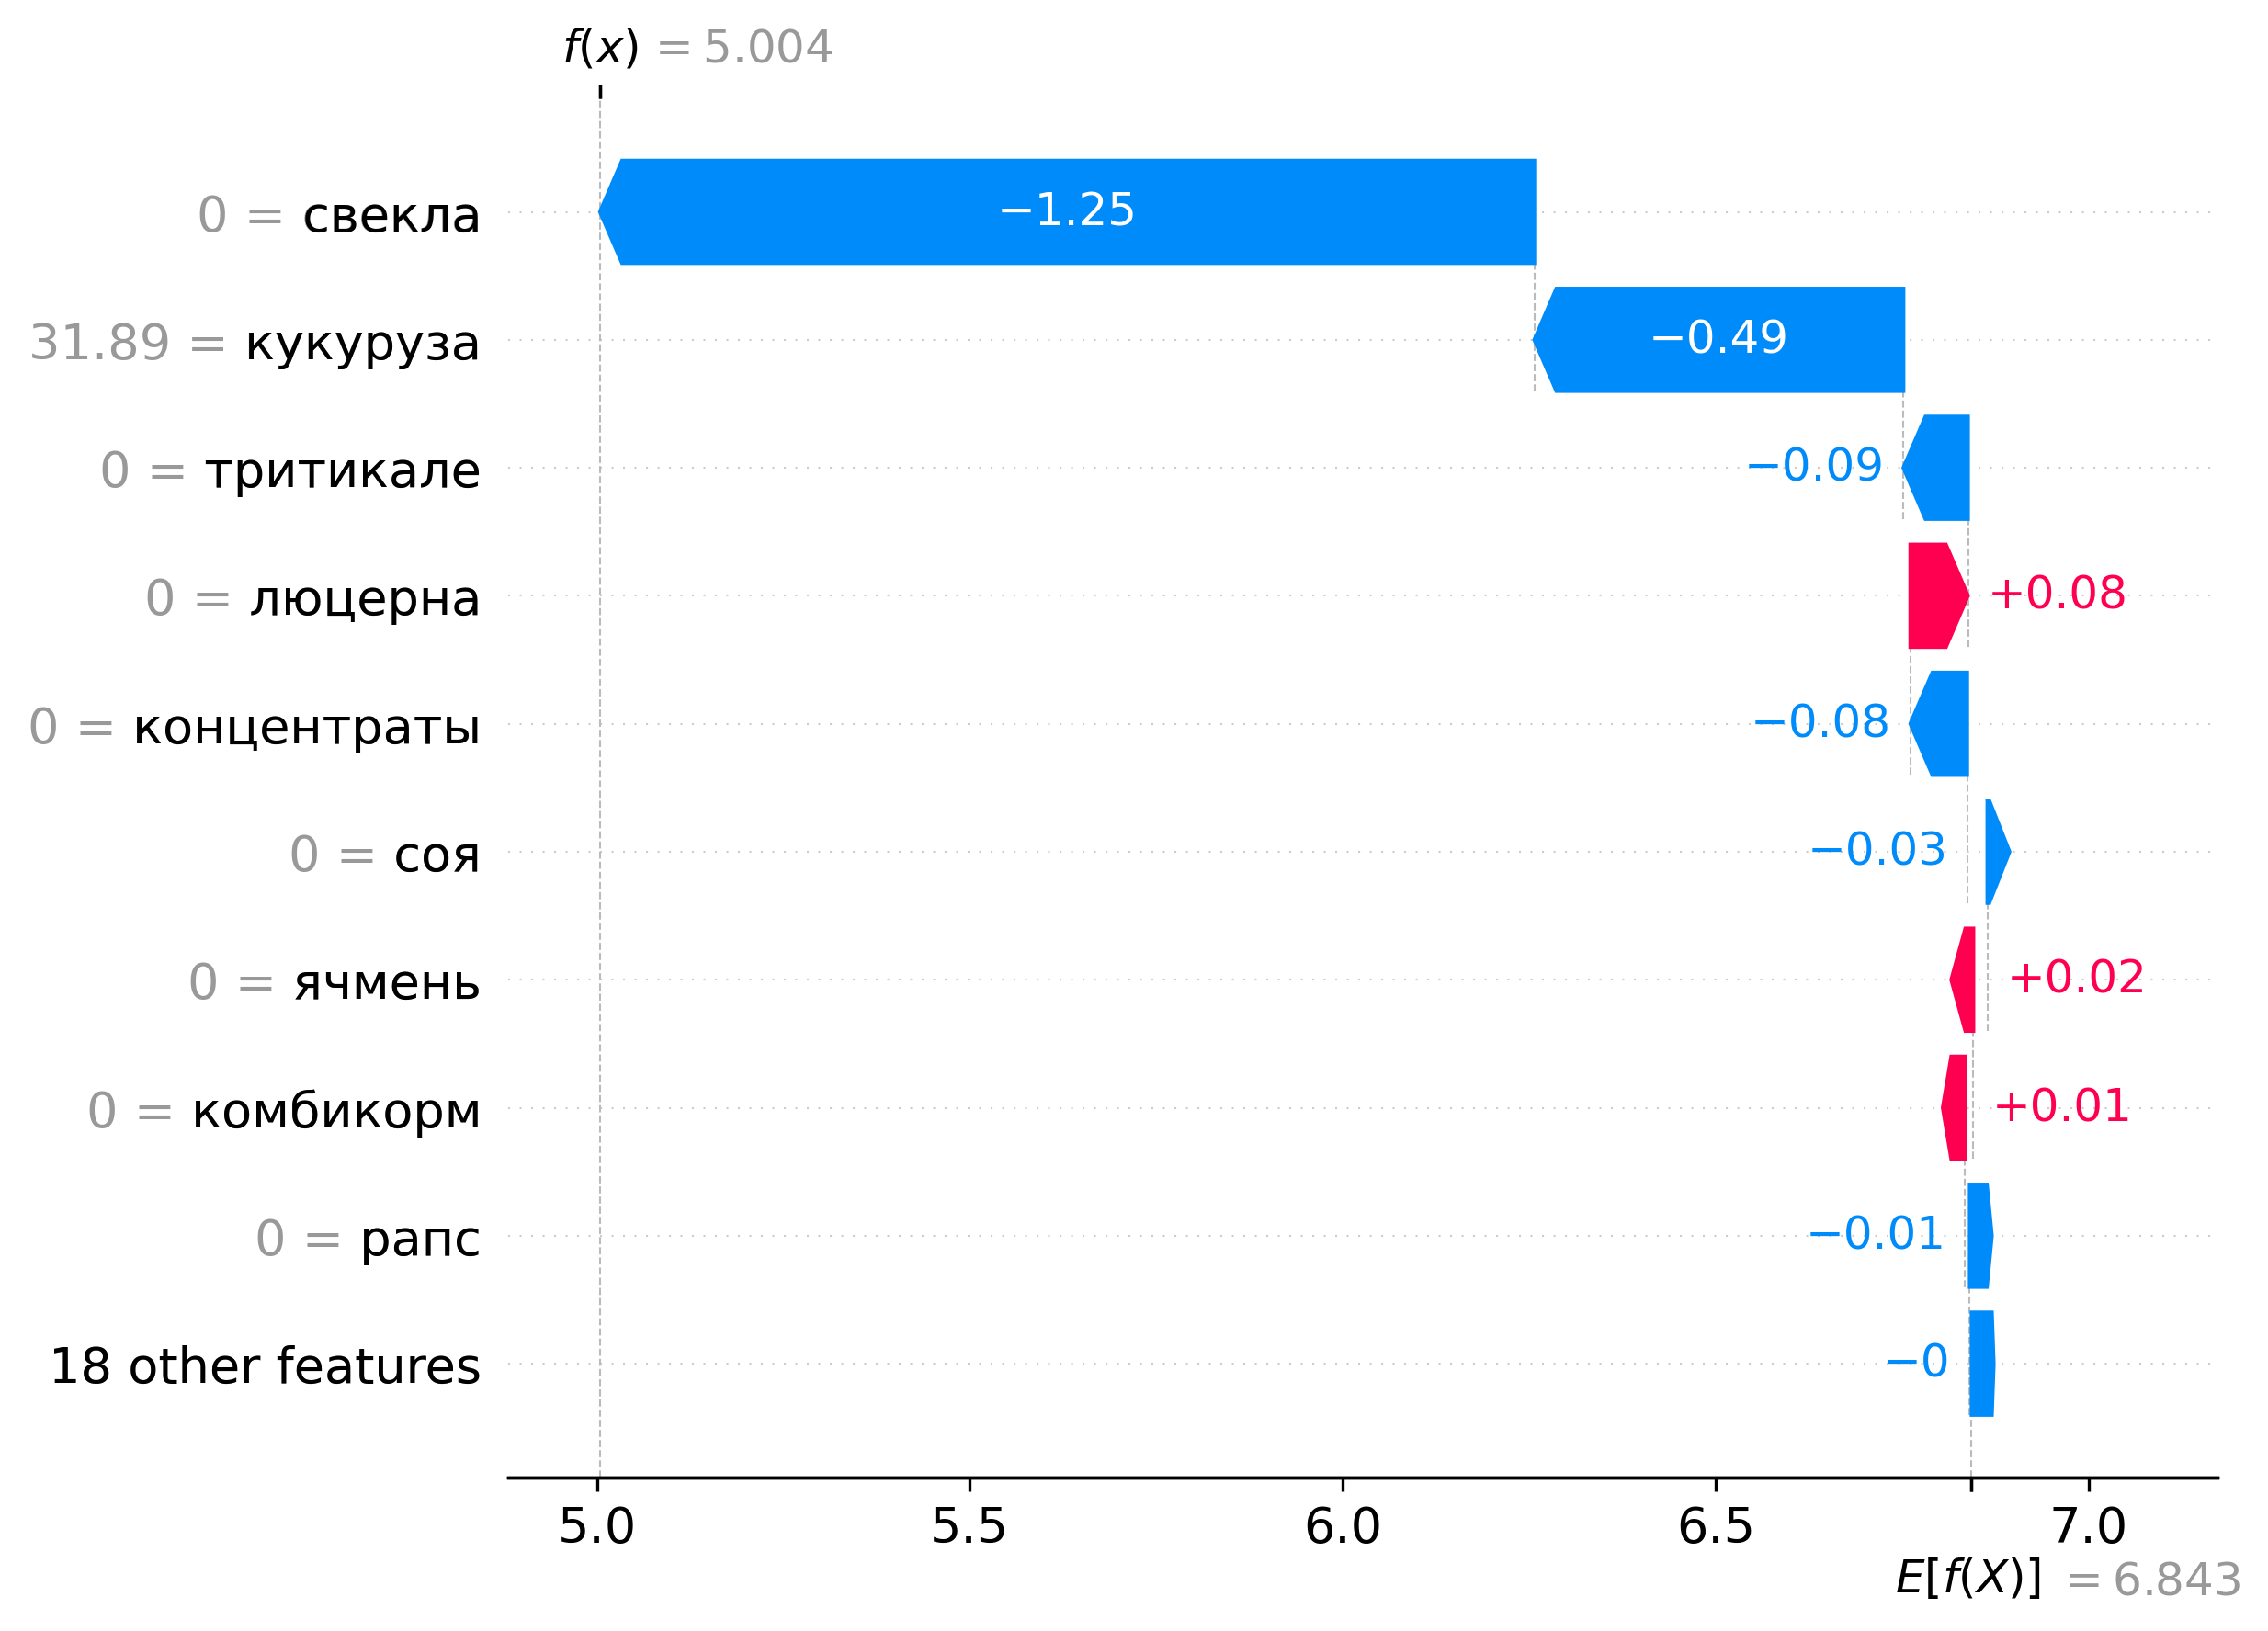 f(x) = 5.004
0 = свекла
−1.25
31.89 = кукуруза
−0.49
0 = тритикале
−0.09
0 = люцерна
+0.08
0 = концентраты
−0.08
0 = соя
−0.03
0 = ячмень
+0.02
0 = комбикорм
+0.01
0 = рапс
−0.01
18 other features
−0
5.0 5.5 6.0 6.5 7.0
E[f(X)] = 6.843